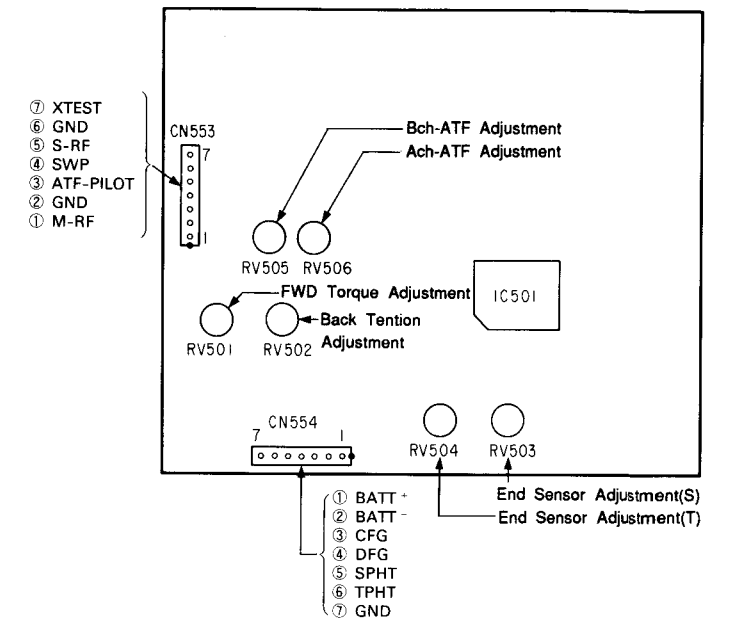 ⑦ XTEST
⑥ GND
⑤ S-RF
④ SWP
③ ATF-PILOT
② GND
① M-RF
CN553
7
1
Bch-ATF Adjustment
Ach-ATF Adjustment
RV505 RV506
FWD Torque Adjustment
IC501
Back Tention
Adjustment
RV501 RV502
CN554
7 1
RV504 RV503
End Sensor Adjustment(S)
End Sensor Adjustment(T)
① BATT +
② BATT -
③ CFG
④ DFG
⑤ SPHT
⑥ TPHT
⑦ GND